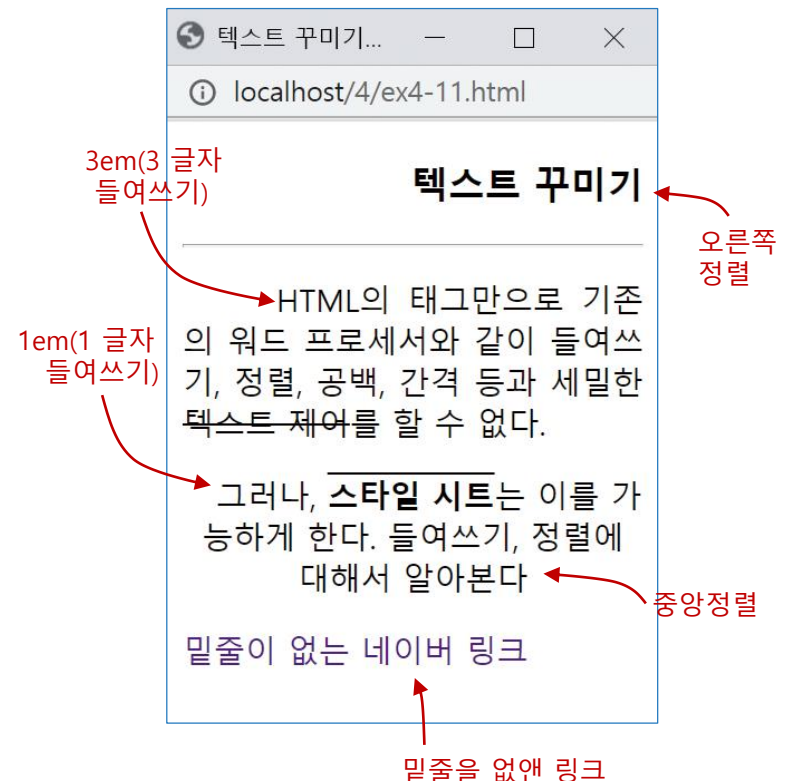 텍스트 꾸미기...
localhost/4/ex4-11.html
3em(3 글자
들여쓰기)
텍스트 꾸미기
오른쪽
정렬
HTML의 태그만으로 기존
의 워드 프로세서와 같이 들여쓰
기, 정렬, 공백, 간격 등과 세밀한
텍스트 제어를 할 수 없다.
1em(1 글자
들여쓰기)
그러나, 스타일 시트는 이를 가
능하게 한다. 들여쓰기, 정렬에
대해서 알아본다
중앙정렬
밑줄이 없는 네이버 링크
밑줄을 없앤 링크